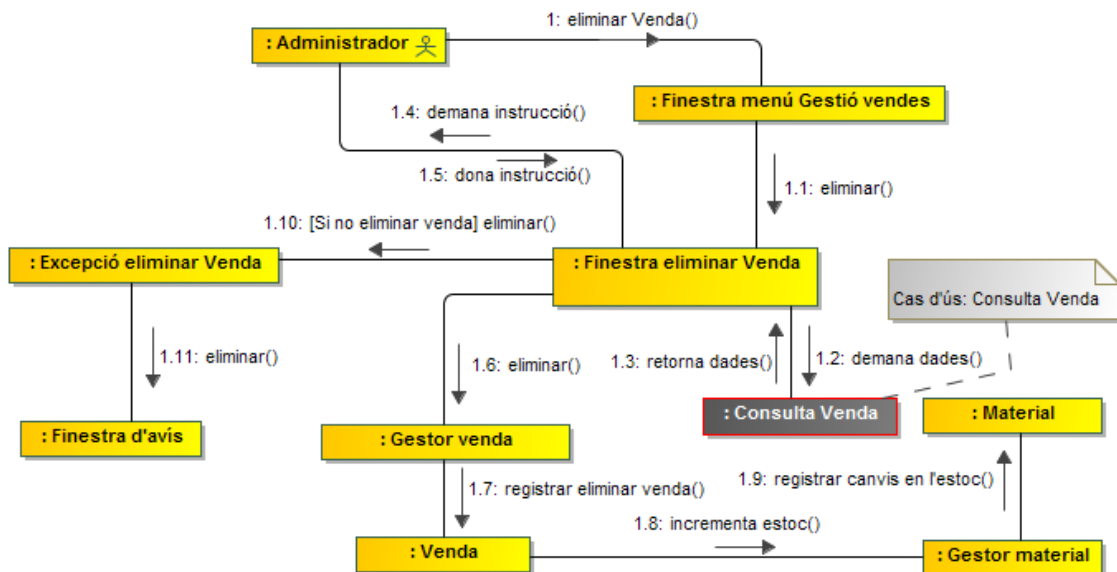 1: eliminar Venda()
: Administrador
: Finestra menú Gestió vendes
1.4: demana instrucció()
1.5: dona instrucció()
1.1: eliminar()
1.10: [Si no eliminar venda] eliminar()
: Excepció eliminar Venda
: Finestra eliminar Venda
Cas d'ús: Consulta Venda
1.11: eliminar()
1.6: eliminar()
1.3: retorna dades()
1.2: demana dades()
: Consulta Venda
: Material
: Finestra d'avís
: Gestor venda
1.9: registrar canvis en l'estoc()
1.7: registrar eliminar venda()
1.8: incrementa estoc()
: Venda
: Gestor material